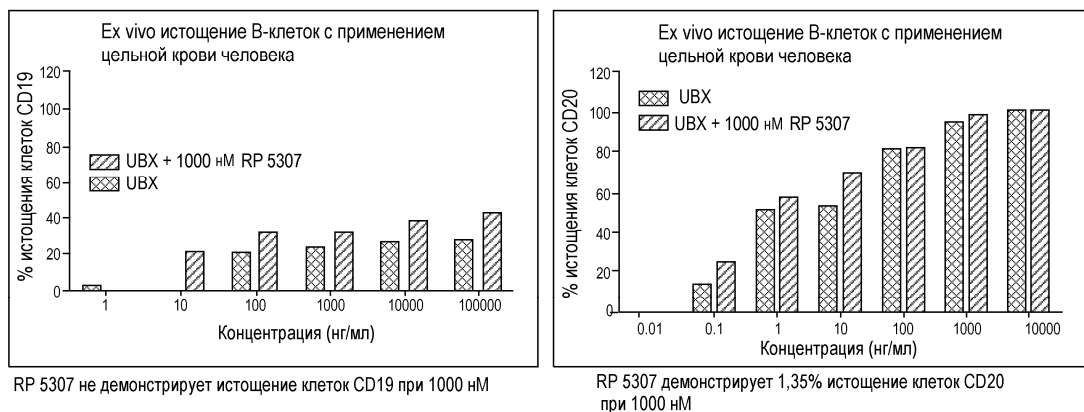 Ex vivo истощение В-клеток с применением
цельной крови человека
% истощения клеток CD19
120
100
80
60
40
20
0
UBX + 1000 нМ RP 5307
UBX
1 10 100 1000 10000 100000
Концентрация (нг/мл)
RP 5307 не демонстрирует истощение клеток CD19 при 1000 нМ
Ex vivo истощение В-клеток с применением
цельной крови человека
% истощения клеток CD20
120
100
80
60
40
20
0
UBX
UBX + 1000 нМ RP 5307
0.01 0.1 1 10 100 1000 10000
Концентрация (нг/мл)
RP 5307 демонстрирует 1,35% истощение клеток CD20
при 1000 нМ